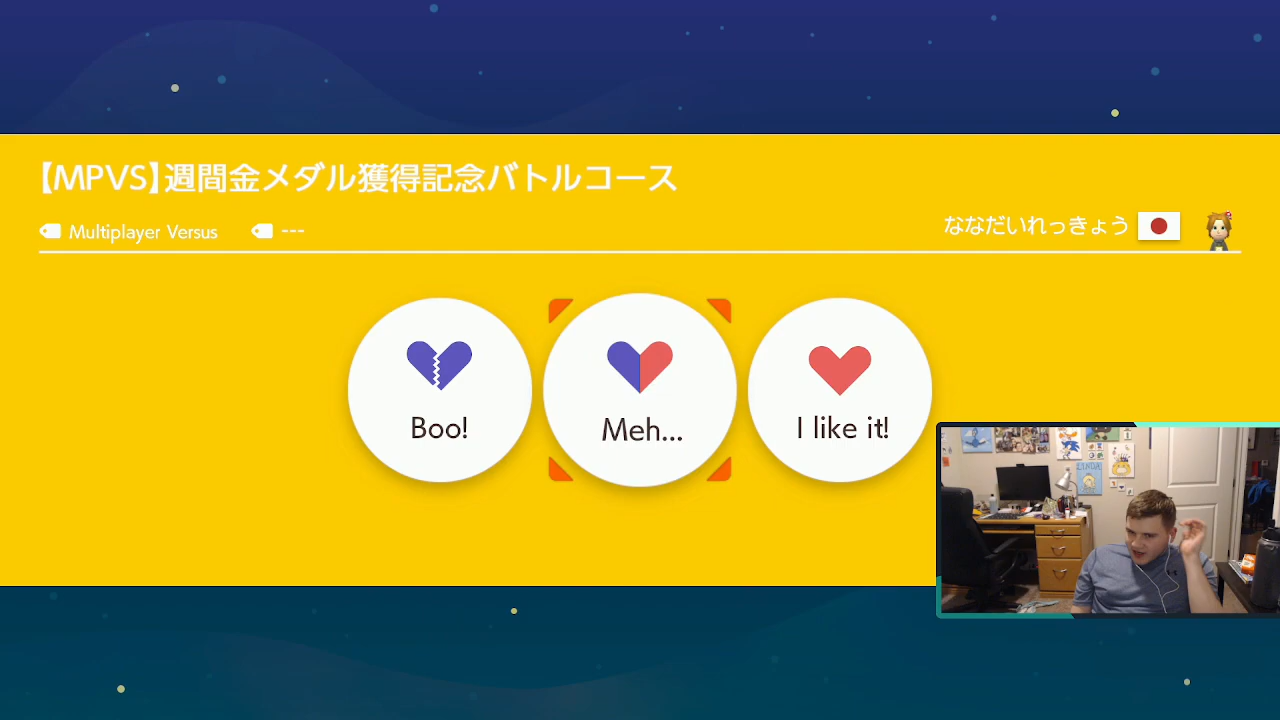 【MPVS】週間金メダル獲得記念バトルコース
Multiplayer Versus
---
ななだいれっきょう
Boo!
Meh...
I like it!